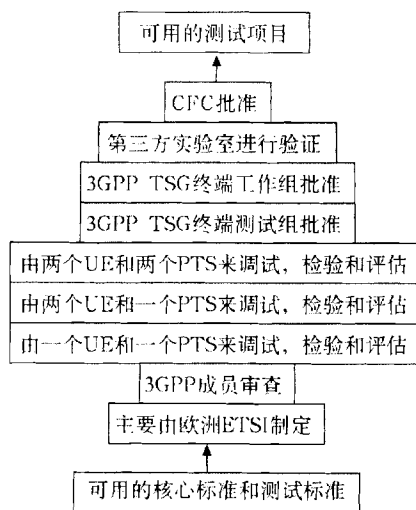 可用的测试项目
CFC批准
第三方实验室进行验证
3GPP TSG终端工作组批准
3GPP TSG终端测试组批准
由两个UE和两个PTS来调试，检验和评估
由两个UE和一个PTS来调试，检验和评估
由一个UE和一个PTS来调试，检验和评估
3GPP成员审查
主要由欧洲ETSI制定
可用的核心标准和测试标准